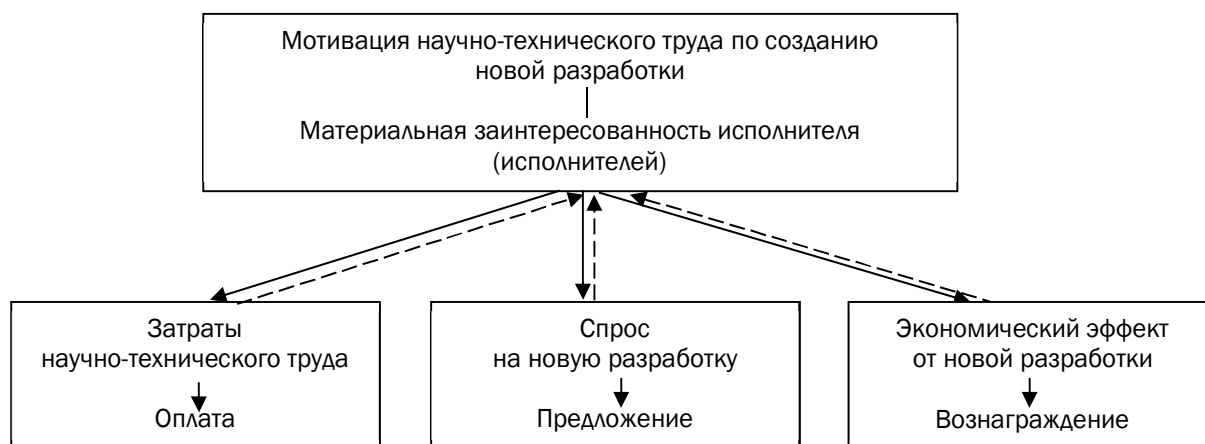 Мотивация научно-технического труда по созданию
новой разработки
Материальная заинтересованность исполнителя
(исполнителей)
Затраты
научно-технического труда
Оплата
Спрос
на новую разработку
Предложение
Экономический эффект
от новой разработки
Вознаграждение